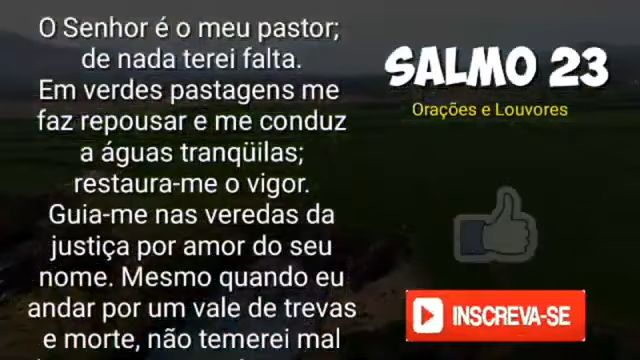 O Senhor é o meu pastor;
de nada terei falta.
Em verdes pastagens me
faz repousar e me conduz
a águas tranqüilas;
restaura-me o vigor.
Guia-me nas veredas da
justiça por amor do seu
nome. Mesmo quando eu
andar por um vale de trevas
e morte, não temerei mal
SALMO 23
Orações e Louvores
INSCREVA-SE